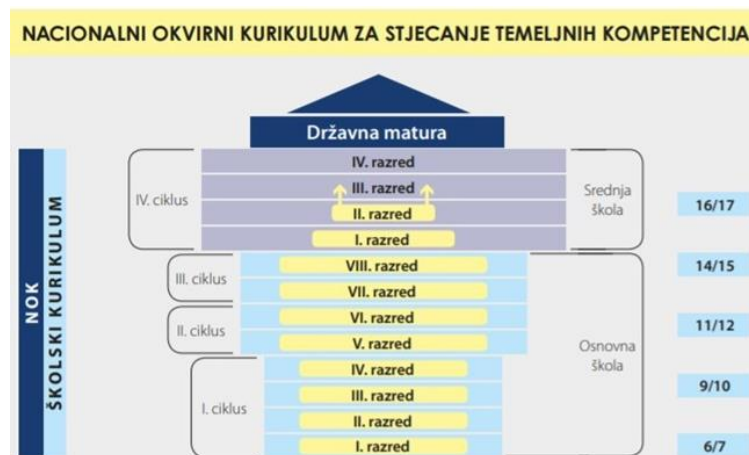 NACIONALNI OKVIRNI KURIKULUM ZA STJECANJE TEMELJNIH KOMPETENCIJA
Državna matura
IV. razred
III. razred
II. razred
I. razred
VIII. razred
VII. razred
VI. razred
V. razred
IV. razred
III. razred
II. razred
I. razred
NOK
ŠKOLSKI KURIKULUM
IV. ciklus
III. ciklus
II. ciklus
I. ciklus
Srednja
škola
Osnovna
škola
16/17
14/15
11/12
9/10
6/7